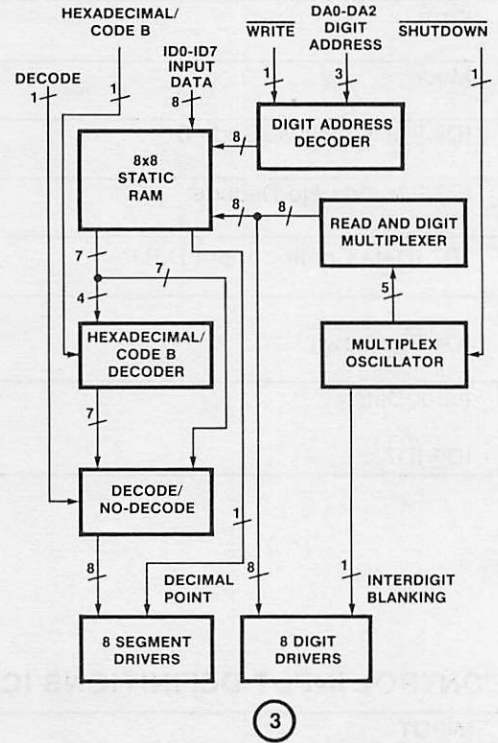 HEXADECIMAL/
CODE B
DECODE
ID0-ID7
INPUT
DATA
WRITE
DA0-DA2
DIGIT
ADDRESS
SHUTDOWN
1
1
8
1
3
1
DIGIT ADDRESS
DECODER
8
8x8
STATIC
RAM
8
8
READ AND DIGIT
MULTIPLEXER
7
7
4
5
HEXADECIMAL/
CODE B
DECODER
MULTIPLEX
OSCILLATOR
7
DECODE/
NO-DECODE
1
8
DECIMAL
POINT
8
1
INTERDIGIT
BLANKING
8 SEGMENT
DRIVERS
8 DIGIT
DRIVERS
3